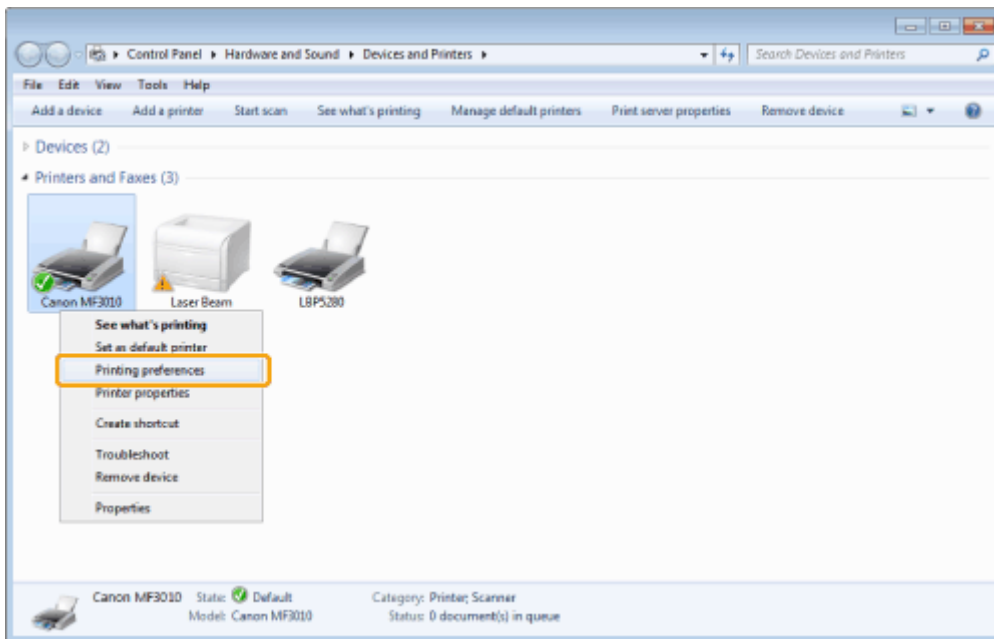 Control Panel Hardware and Sound Devices and Printers Search Devices and Printers
File Edit View Tools Help
Add a device Add a printer Start scan See what's printing Manage default printers Print server properties Remove device
Devices (2)
Printers and Faxes (3)
Canon MF3010 Laser Beam LBP5280
See what's printing
Set as default printer
Printing preferences
Printer properties
Create shortcut
Troubleshoot
Remove device
Properties
Canon MF3010 State: Default Category: Printer; Scanner
Model: Canon MF3010 Status: 0 document(s) in queue